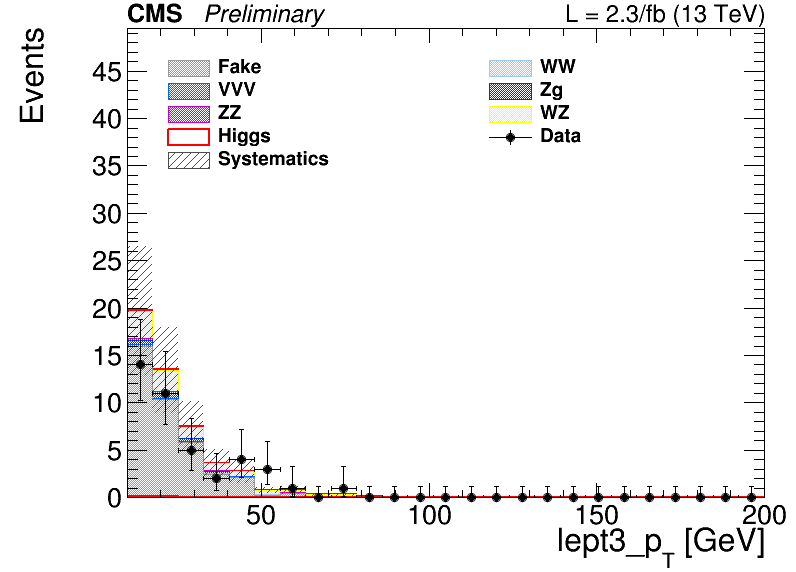 CMS Preliminary L = 2.3/fb (13 TeV)
Events
45
40
35
30
25
20
15
10
5
0
Fake
VVV
ZZ
Higgs
Systematics
WW
Zg
WZ
Data
50 100 150 200
lept3_p_T [GeV]